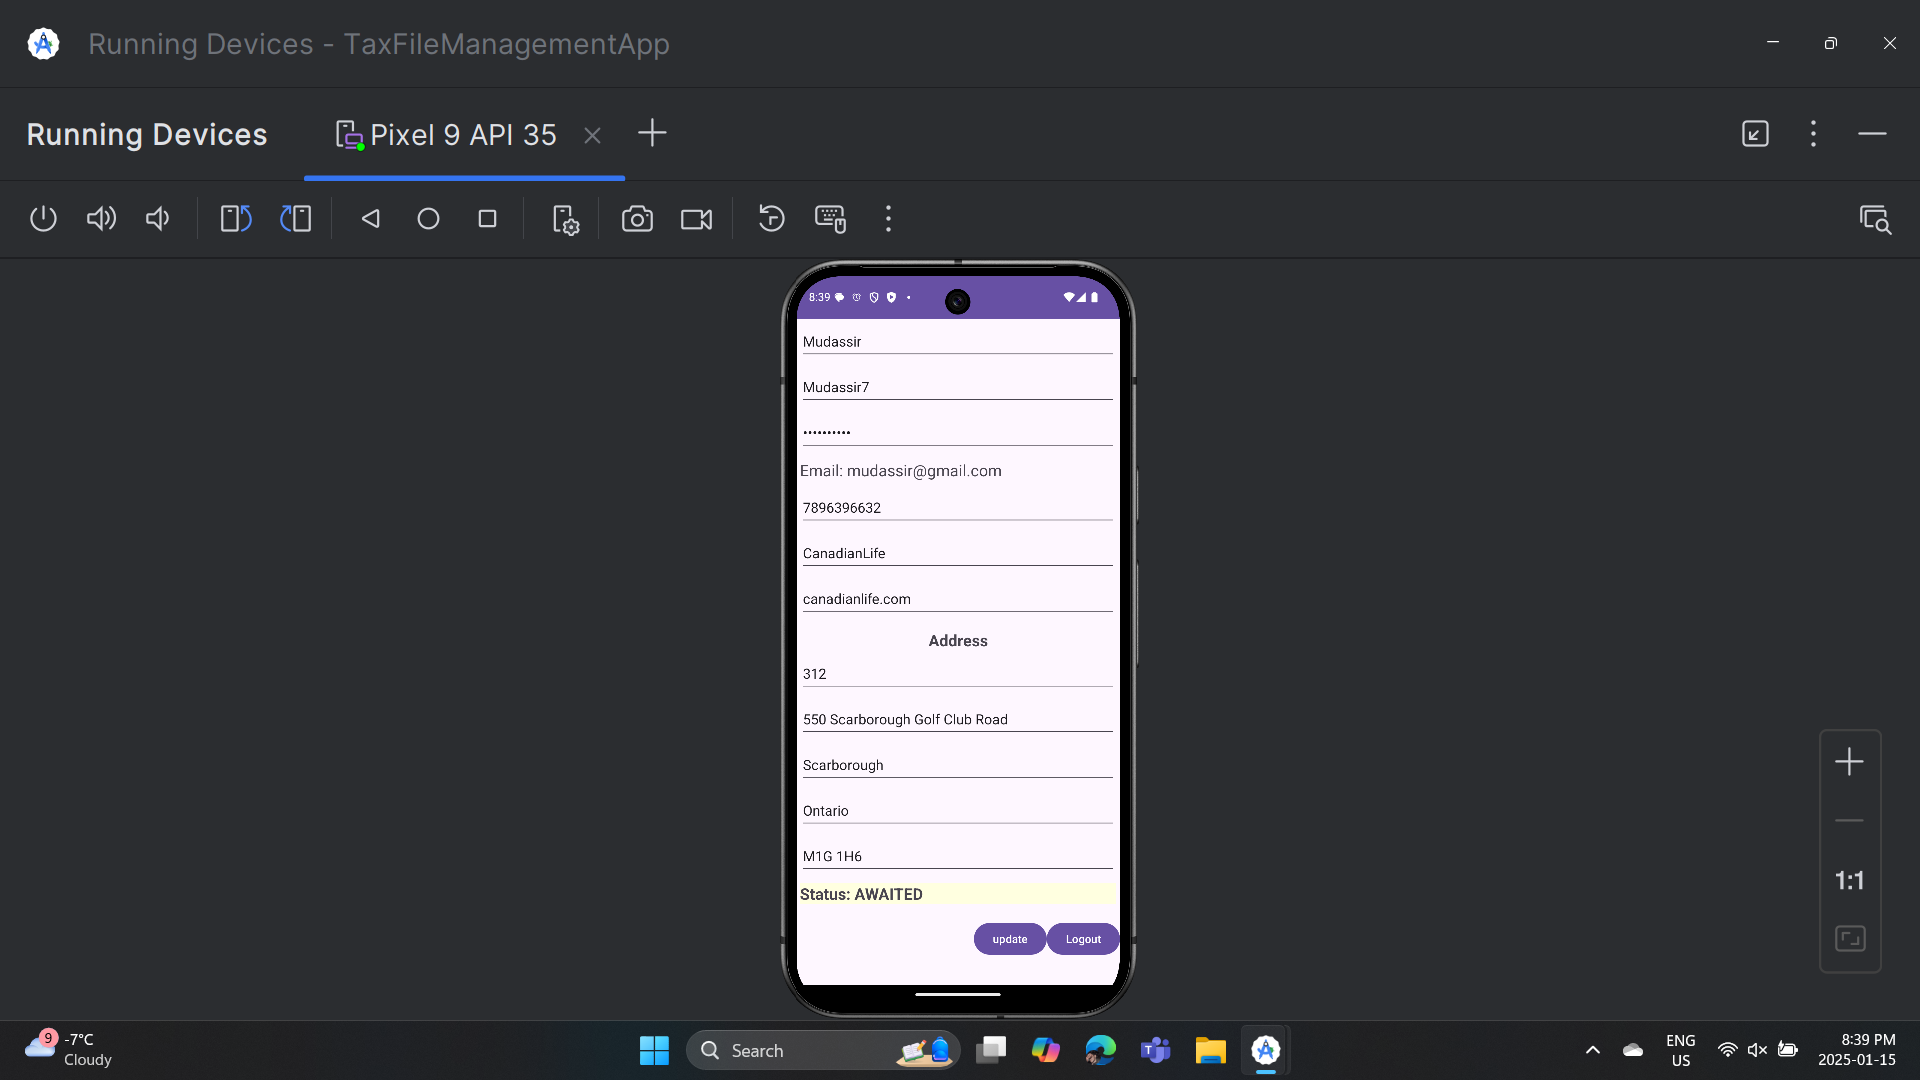 Running Devices - TaxFileManagementApp
Running Devices
Pixel 9 API 35
8:39
Mudassir
Mudassir7
••••••••••
Email: mudassir@gmail.com
7896396632
CanadianLife
canadianlife.com
Address
312
550 Scarborough Golf Club Road
Scarborough
Ontario
M1G 1H6
Status: AWAITED
update
Logout
1:1
9
-7°C
Cloudy
Search
ENG
US
8:39 PM
2025-01-15